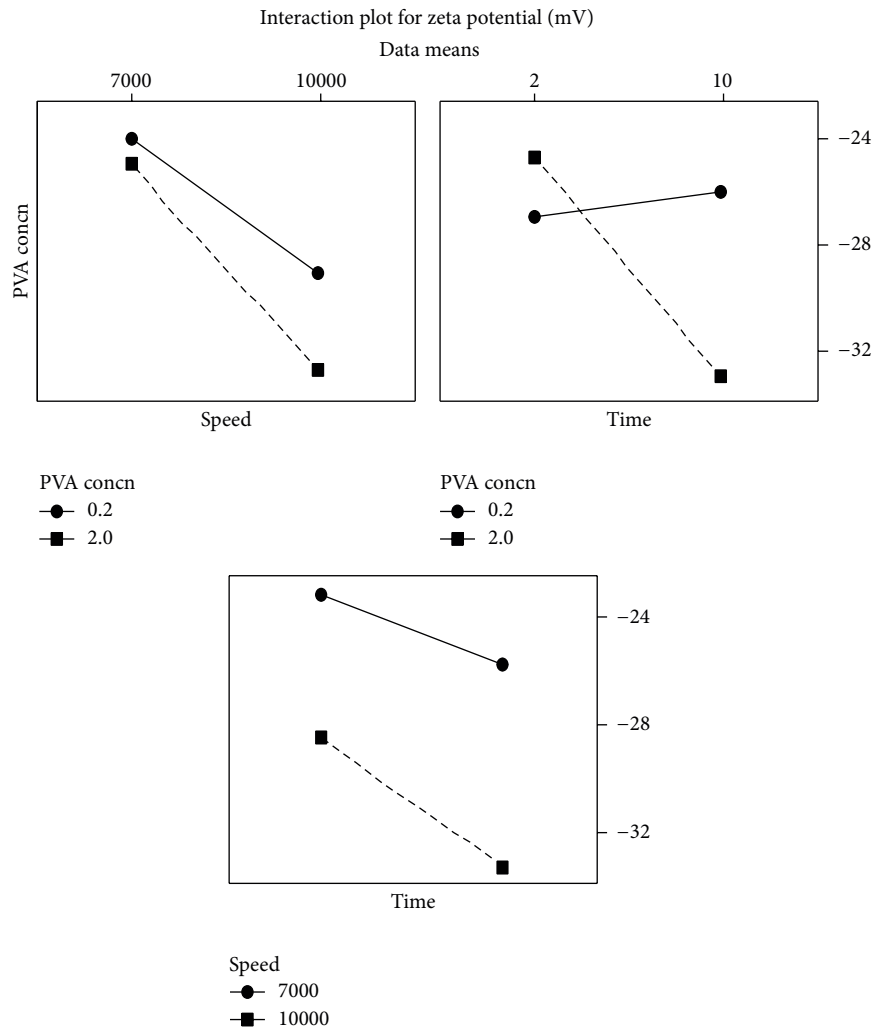 Interaction plot for zeta potential (mV)
Data means
7000 10000
2 10
PVA concn
−24
−28
−32
Speed
Time
PVA concn
0.2
2.0
PVA concn
0.2
2.0
−24
−28
−32
Time
Speed
7000
10000